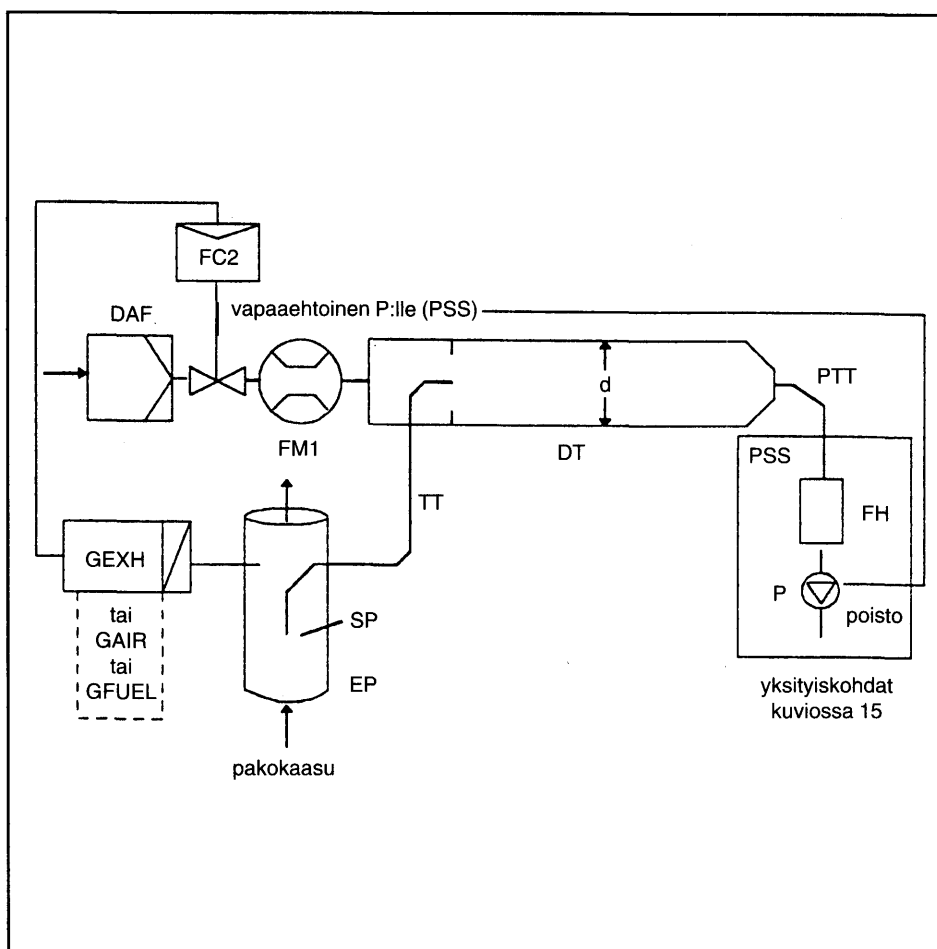 FC2
DAF
vapaaehtoinen P:lle (PSS)
d
PTT
FM1
DT
PSS
TT
FH
GEXH
P
poisto
tai
GAIR
tai
GFUEL
SP
EP
yksityiskohdat
kuviossa 15
pakokaasu